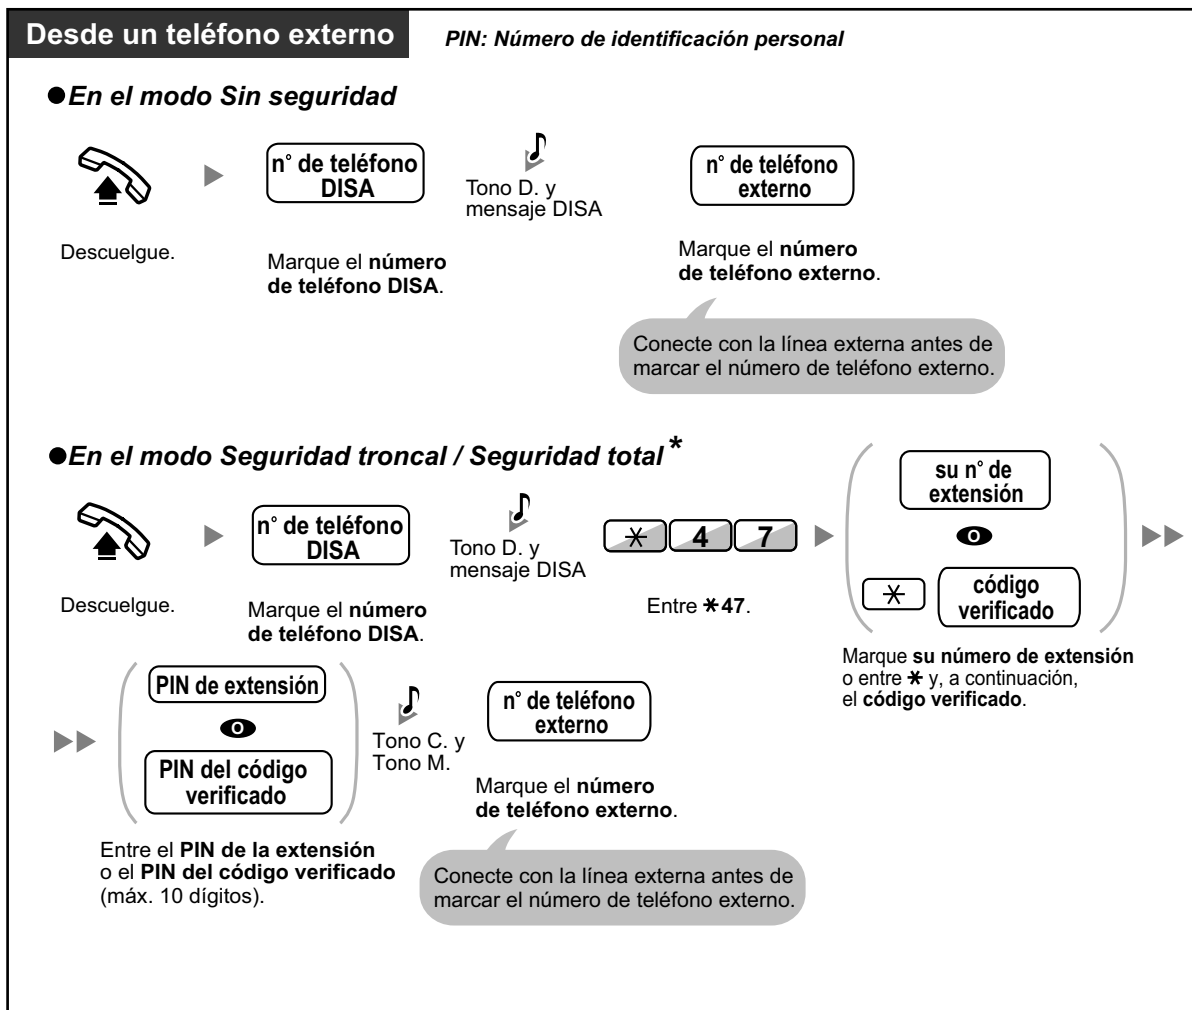 Desde un teléfono externo
PIN: Número de identificación personal
●En el modo Sin seguridad
n° de teléfono
DISA
Tono D. y
mensaje DISA
n° de teléfono
externo
Descuelgue.
Marque el número
de teléfono DISA.
Marque el número
de teléfono externo.
Conecte con la línea externa antes de
marcar el número de teléfono externo.
●En el modo Seguridad troncal / Seguridad total*
n° de teléfono
DISA
Tono D. y
mensaje DISA
* 4 7
su n° de
extensión
o
* código
verificado
Descuelgue.
Marque el número
de teléfono DISA.
Entre *47.
Marque su número de extensión
o entre * y, a continuación,
el código verificado.
PIN de extensión
o
PIN del código
verificado
Tono C. y
Tono M.
n° de teléfono
externo
Entre el PIN de la extensión
o el PIN del código verificado
(máx. 10 dígitos).
Marque el número
de teléfono externo.
Conecte con la línea externa antes de
marcar el número de teléfono externo.